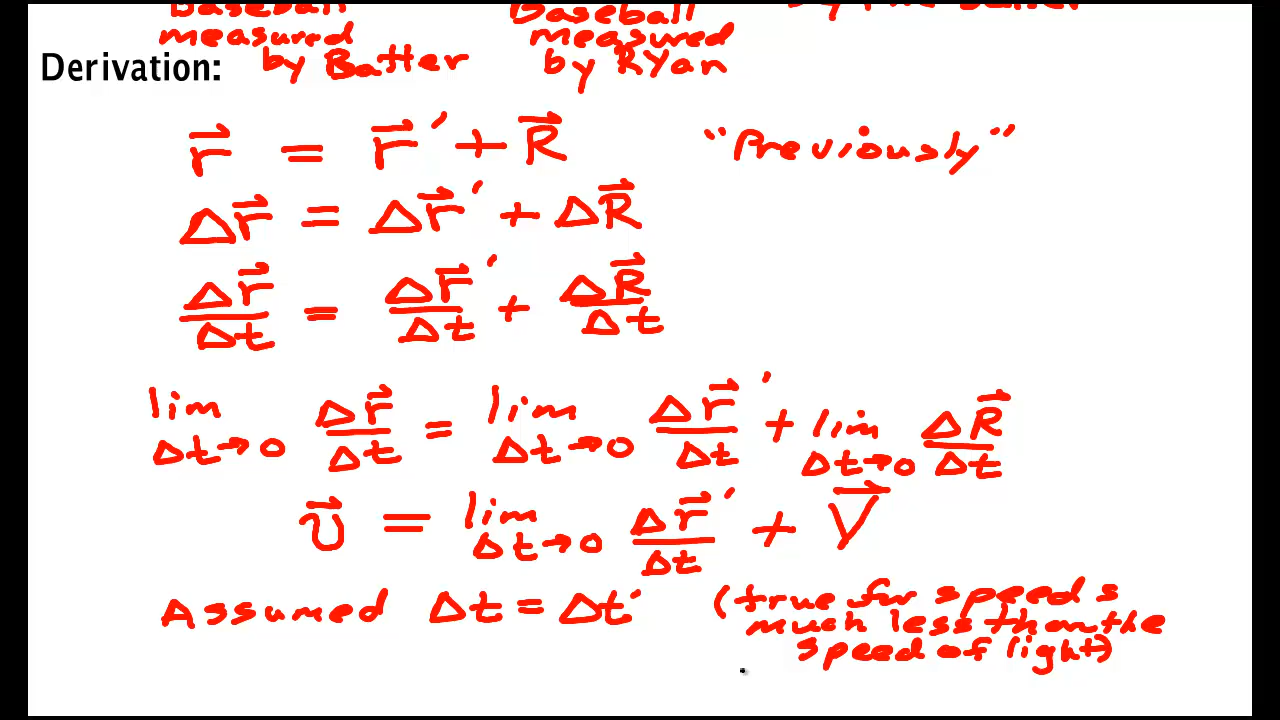 Baseball Baseball
measured measured
by Batter by Ryan
Derivation:
r⃗ = r⃗′ + R⃗ "Previously"
Δr⃗ = Δr⃗′ + ΔR⃗
Δr⃗/Δt = Δr⃗′/Δt + ΔR⃗/Δt
lim Δt→0 Δr⃗/Δt = lim Δt→0 Δr⃗′/Δt + lim Δt→0 ΔR⃗/Δt
v⃗ = lim Δt→0 Δr⃗′/Δt + V⃗
Assumed Δt = Δt′ (true for speeds
much less than the
speed of light)